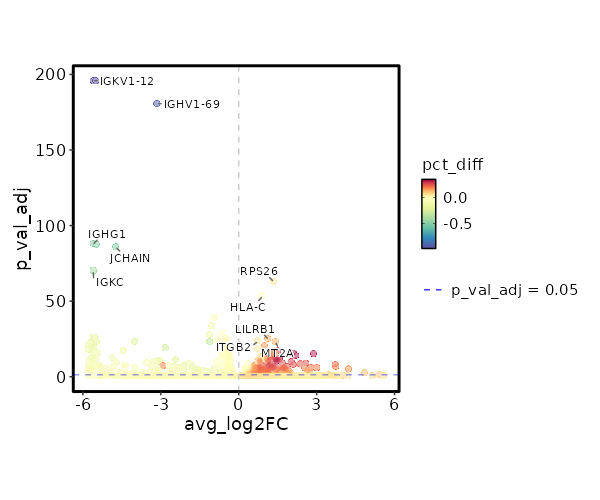 200
150
100
50
0
p_val_adj
IGKV1-12
IGHV1-69
IGHG1
JCHAIN
IGKC
RPS26
HLA-C
LILRB1
ITGB2
MT2A
-6
-3
0
3
6
avg_log2FC
pct_diff
0.0
-0.5
p_val_adj = 0.05